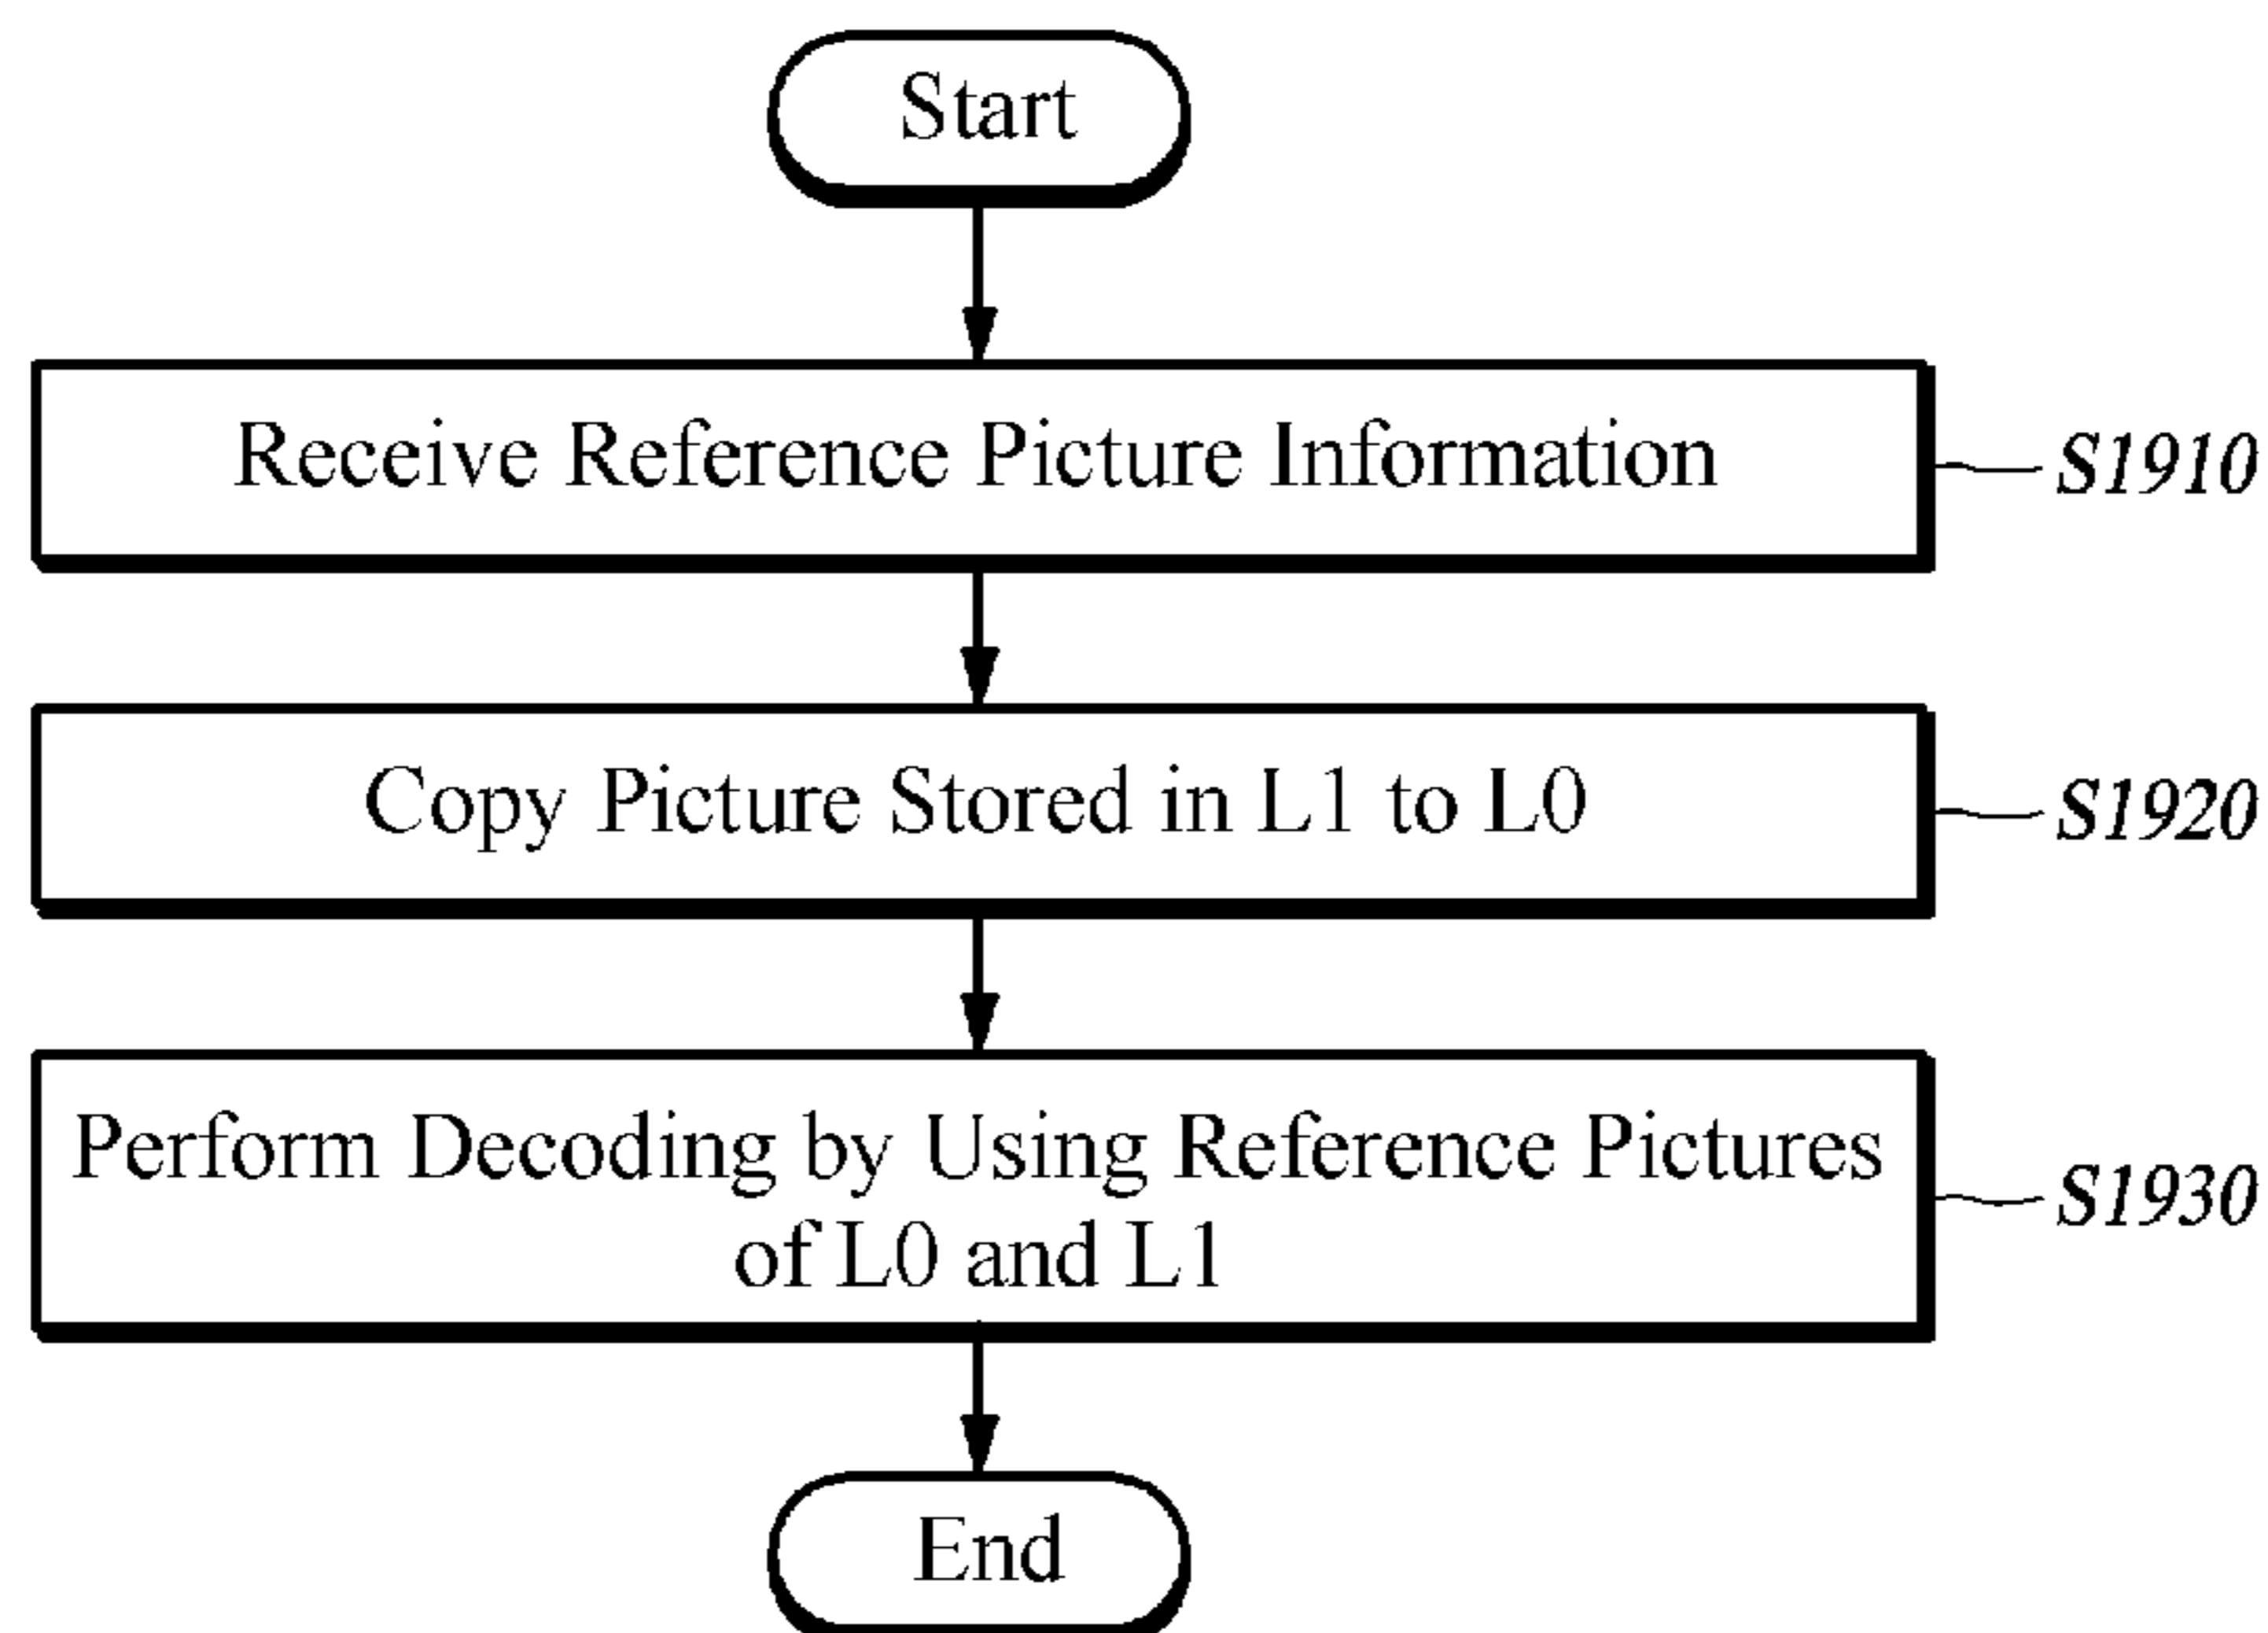 Start
Receive Reference Picture Information
S1910
Copy Picture Stored in L1 to L0
S1920
Perform Decoding by Using Reference Pictures
of L0 and L1
S1930
End